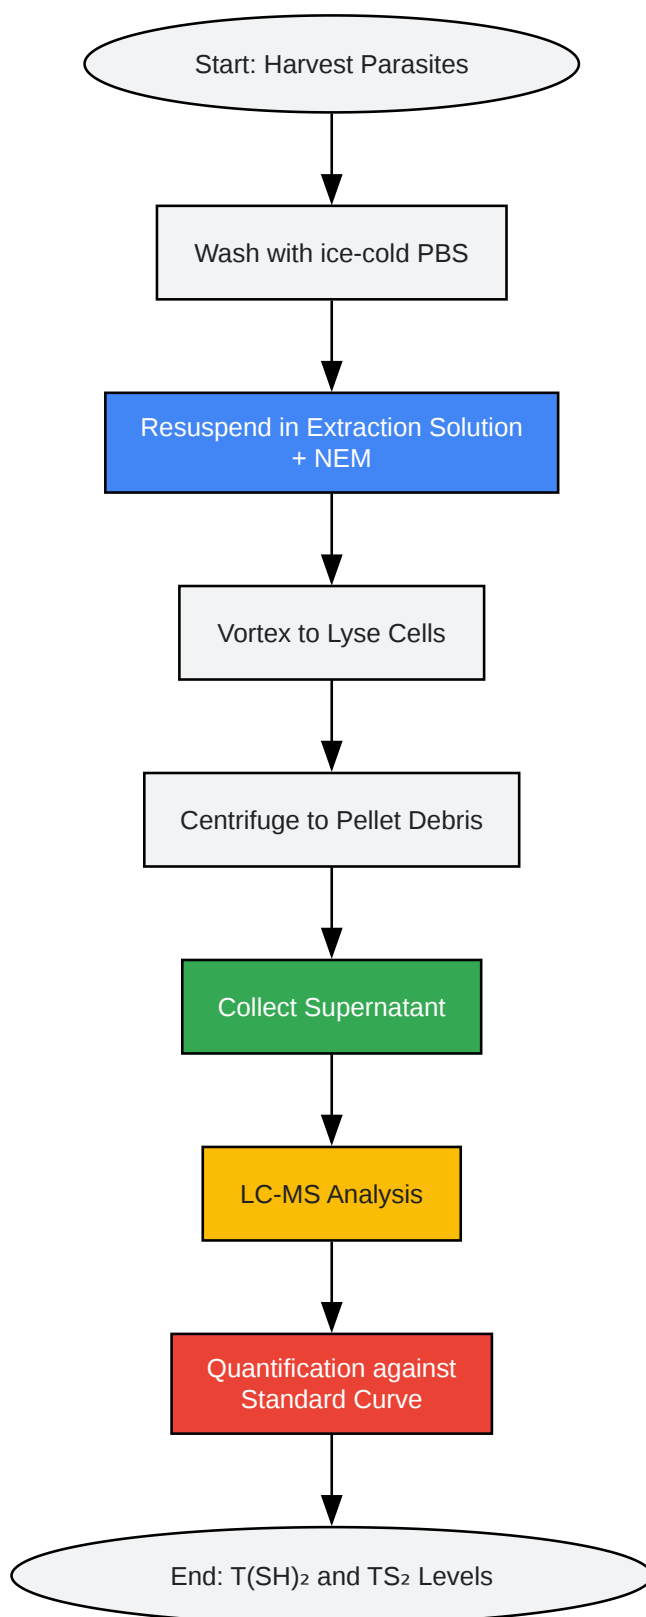 Start: Harvest Parasites
Wash with ice-cold PBS
Resuspend in Extraction Solution
+ NEM
Vortex to Lyse Cells
Centrifuge to Pellet Debris
Collect Supernatant
LC-MS Analysis
Quantification against
Standard Curve
End: T(SH)₂ and TS₂ Levels